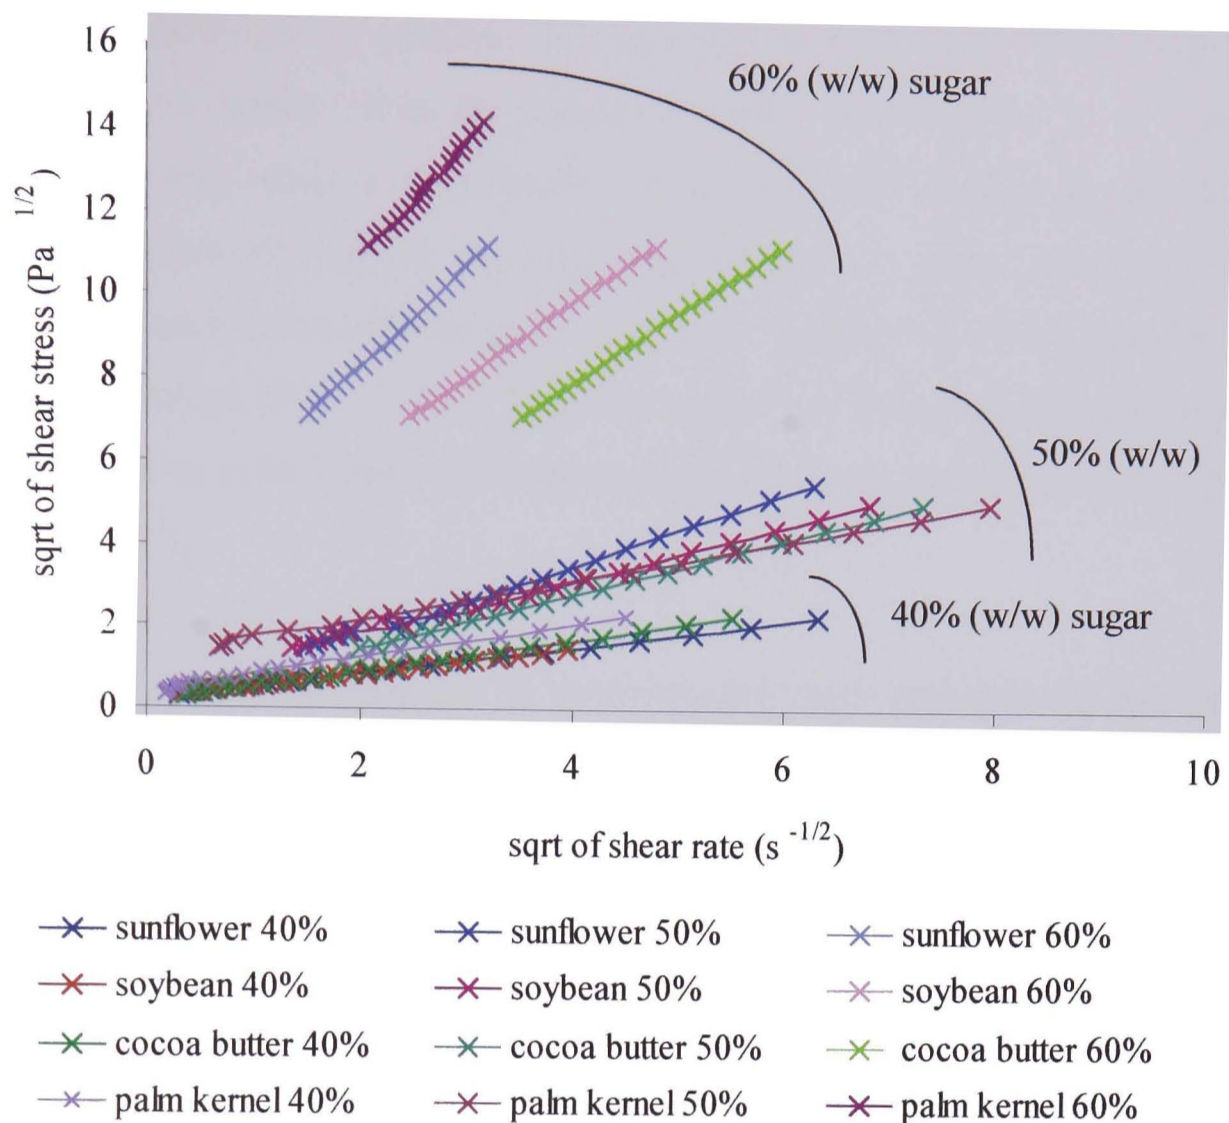 16
14
12
10
8
6
4
2
0
sqrt of shear stress (Pa 1/2 )
60% (w/w) sugar
50% (w/w)
40% (w/w) sugar
0 2 4 6 8 10
sqrt of shear rate (s -1/2)
sunflower 40% sunflower 50% sunflower 60%
soybean 40% soybean 50% soybean 60%
cocoa butter 40% cocoa butter 50% cocoa butter 60%
palm kernel 40% palm kernel 50% palm kernel 60%